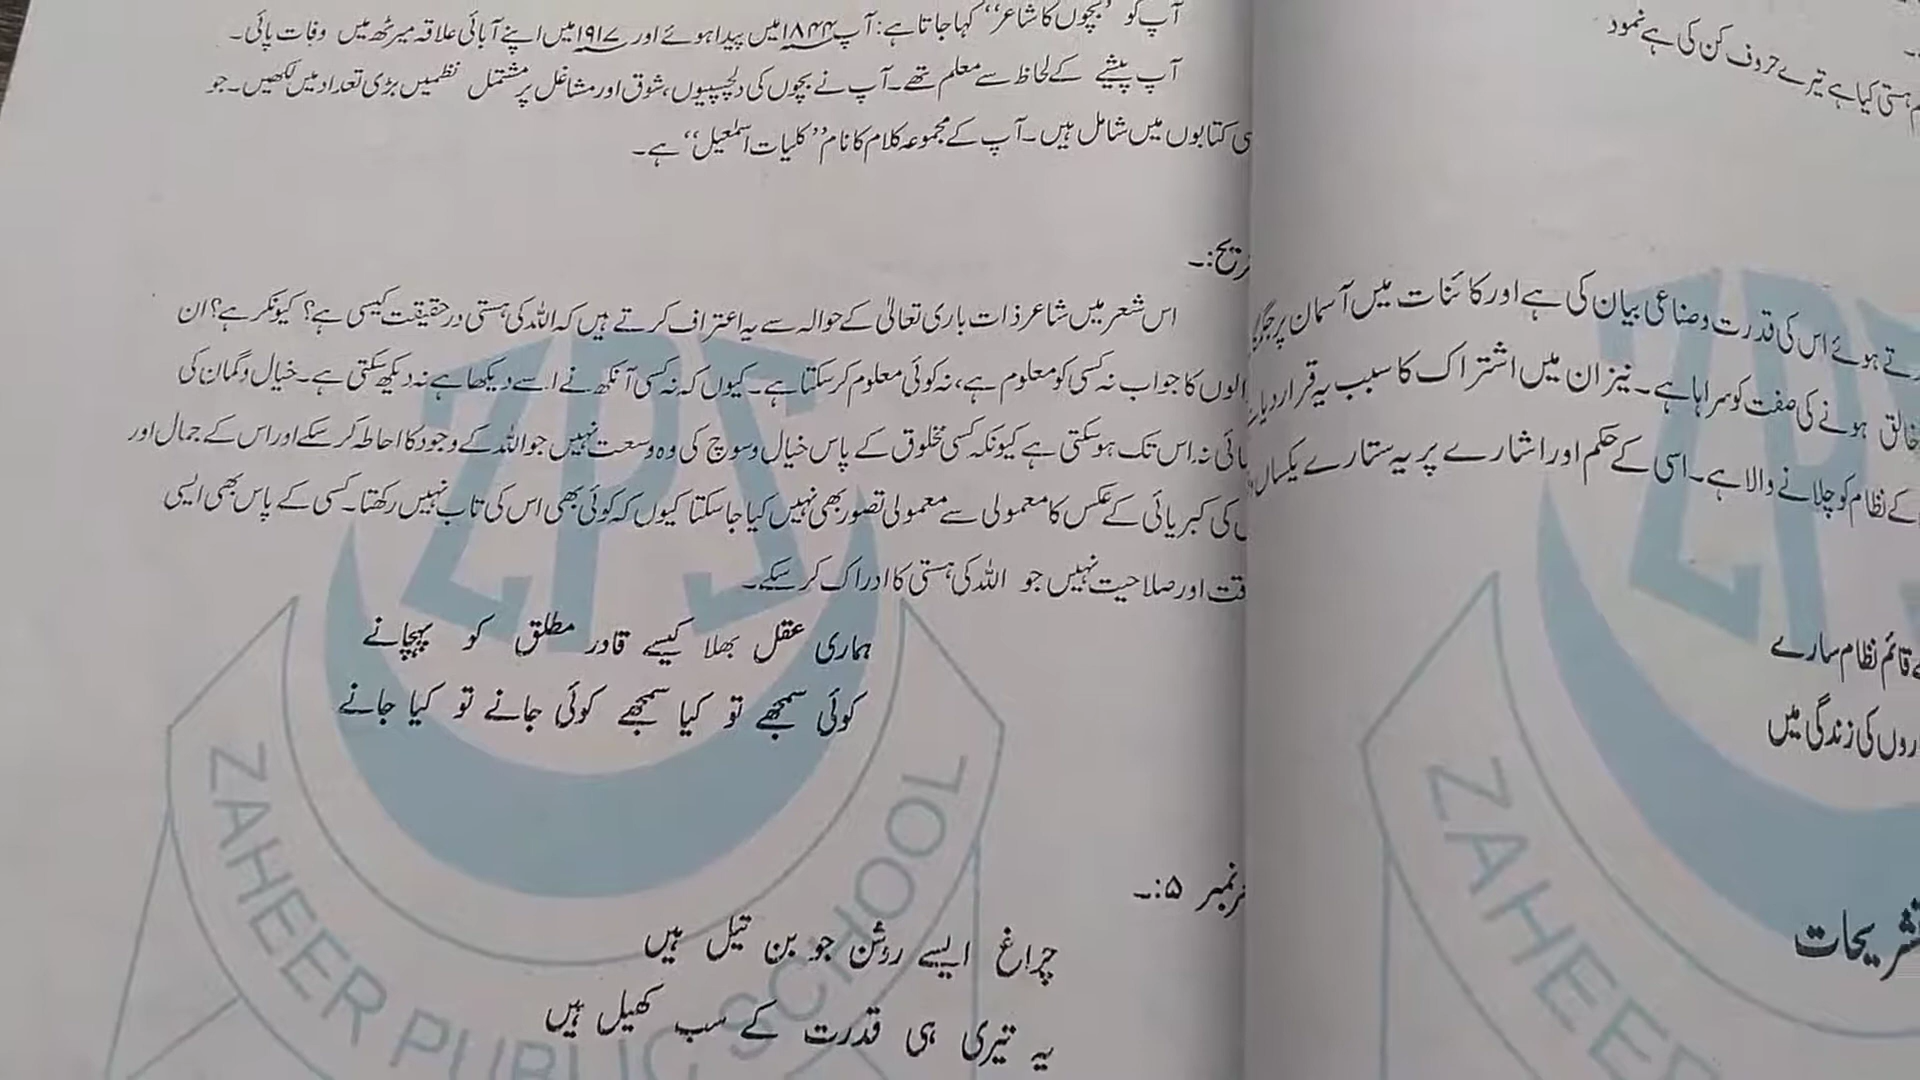 آپ کو ’’بچوں کا شاعر‘‘ کہا جاتا ہے: آپ ۱۸۴۴ میں پیدا ہوئے اور ۱۹۱۷ میں اپنے آبائی علاقہ میرٹھ میں وفات پائی۔
آپ پیشے کے لحاظ سے معلم تھے۔ آپ نے بچوں کی دلچسپیوں، شوق اور مشاغل پر مشتمل نظمیں بڑی تعداد میں لکھیں۔ جو
کتابوں میں شامل ہیں۔ آپ کے مجموعہ کلام کا نام ’’کلیات اسمٰعیل‘‘ ہے۔
ریح:۔
اس شعر میں شاعر ذات باری تعالیٰ کے حوالہ سے یہ اعتراف کرتے ہیں کہ اللہ کی ہستی درحقیقت کیسی ہے؟ کیونکر ہے؟ ان
الوں کا جواب نہ کسی کو معلوم ہے، نہ کوئی معلوم کر سکتا ہے۔ کیوں کہ نہ کسی آنکھ نے اسے دیکھا ہے نہ دیکھ سکتی ہے۔ خیال و گمان کی
ائی نہ اس تک ہو سکتی ہے کیونکہ کسی مخلوق کے پاس خیال و سوچ کی وہ وسعت نہیں جو اللہ کے وجود کا احاطہ کر سکے اور اس کے جمال اور
کی کبریائی کے عکس کا معمولی سے معمولی تصور بھی نہیں کیا جا سکتا کیوں کہ کوئی بھی اس کی تاب نہیں رکھتا۔ کسی کے پاس بھی ایسی
قت اور صلاحیت نہیں جو اللہ کی ہستی کا ادراک کر سکے۔
ہماری عقل بھلا کیسے قادر مطلق کو پہچانے
کوئی سمجھے تو کیا سمجھے کوئی جانے تو کیا جانے
نمبر ۵:۔
چراغ ایسے روشن جو بن تیل ہیں
یہ تیری ہی قدرت کے سب کھیل ہیں
ZPS
ZAHEER PUBLIC SCHOOL
ہستی کیا ہے تیرے حروف کن کی ہے نمود
تے ہوئے اس کی قدرت و صناعی بیان کی ہے اور کائنات میں آسمان پر
خالق ہونے کی صفت کو سراہا ہے۔ نیز ان میں اشتراک کا سبب یہ قرار دیا
کے نظام کو چلانے والا ہے۔ اسی کے حکم اور اشارے پر یہ ستارے یکساں
قائم نظام سارے
روں کی زندگی میں
تشریحات
ZAHEER